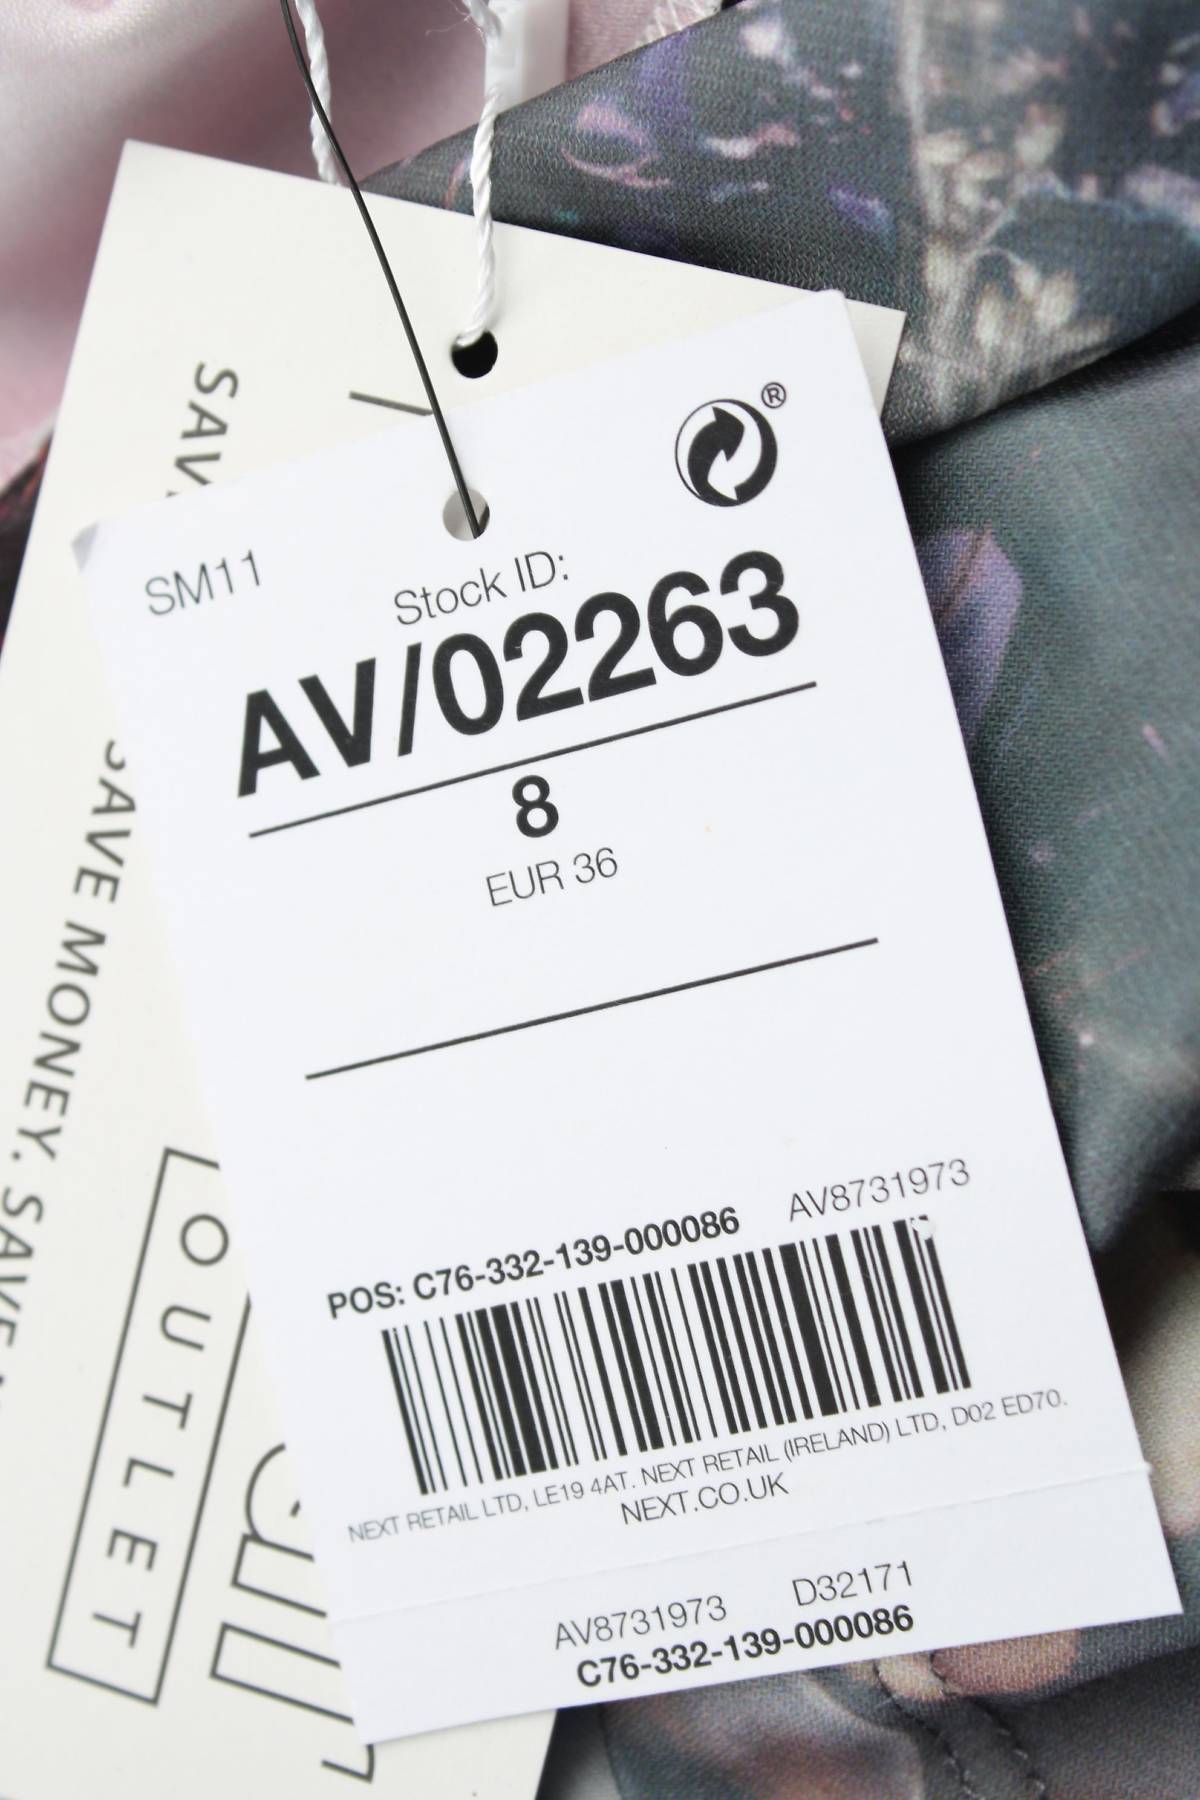 ®
SM11
Stock ID:
AV/02263
8
EUR 36
POS: C76-332-139-000086 AV8731973
NEXT RETAIL LTD, LE19 4AT. NEXT RETAIL (IRELAND) LTD, D02 ED70.
NEXT.CO.UK
AV8731973 D32171
C76-332-139-000086
SAVE MONEY. SAVE
OUTLET